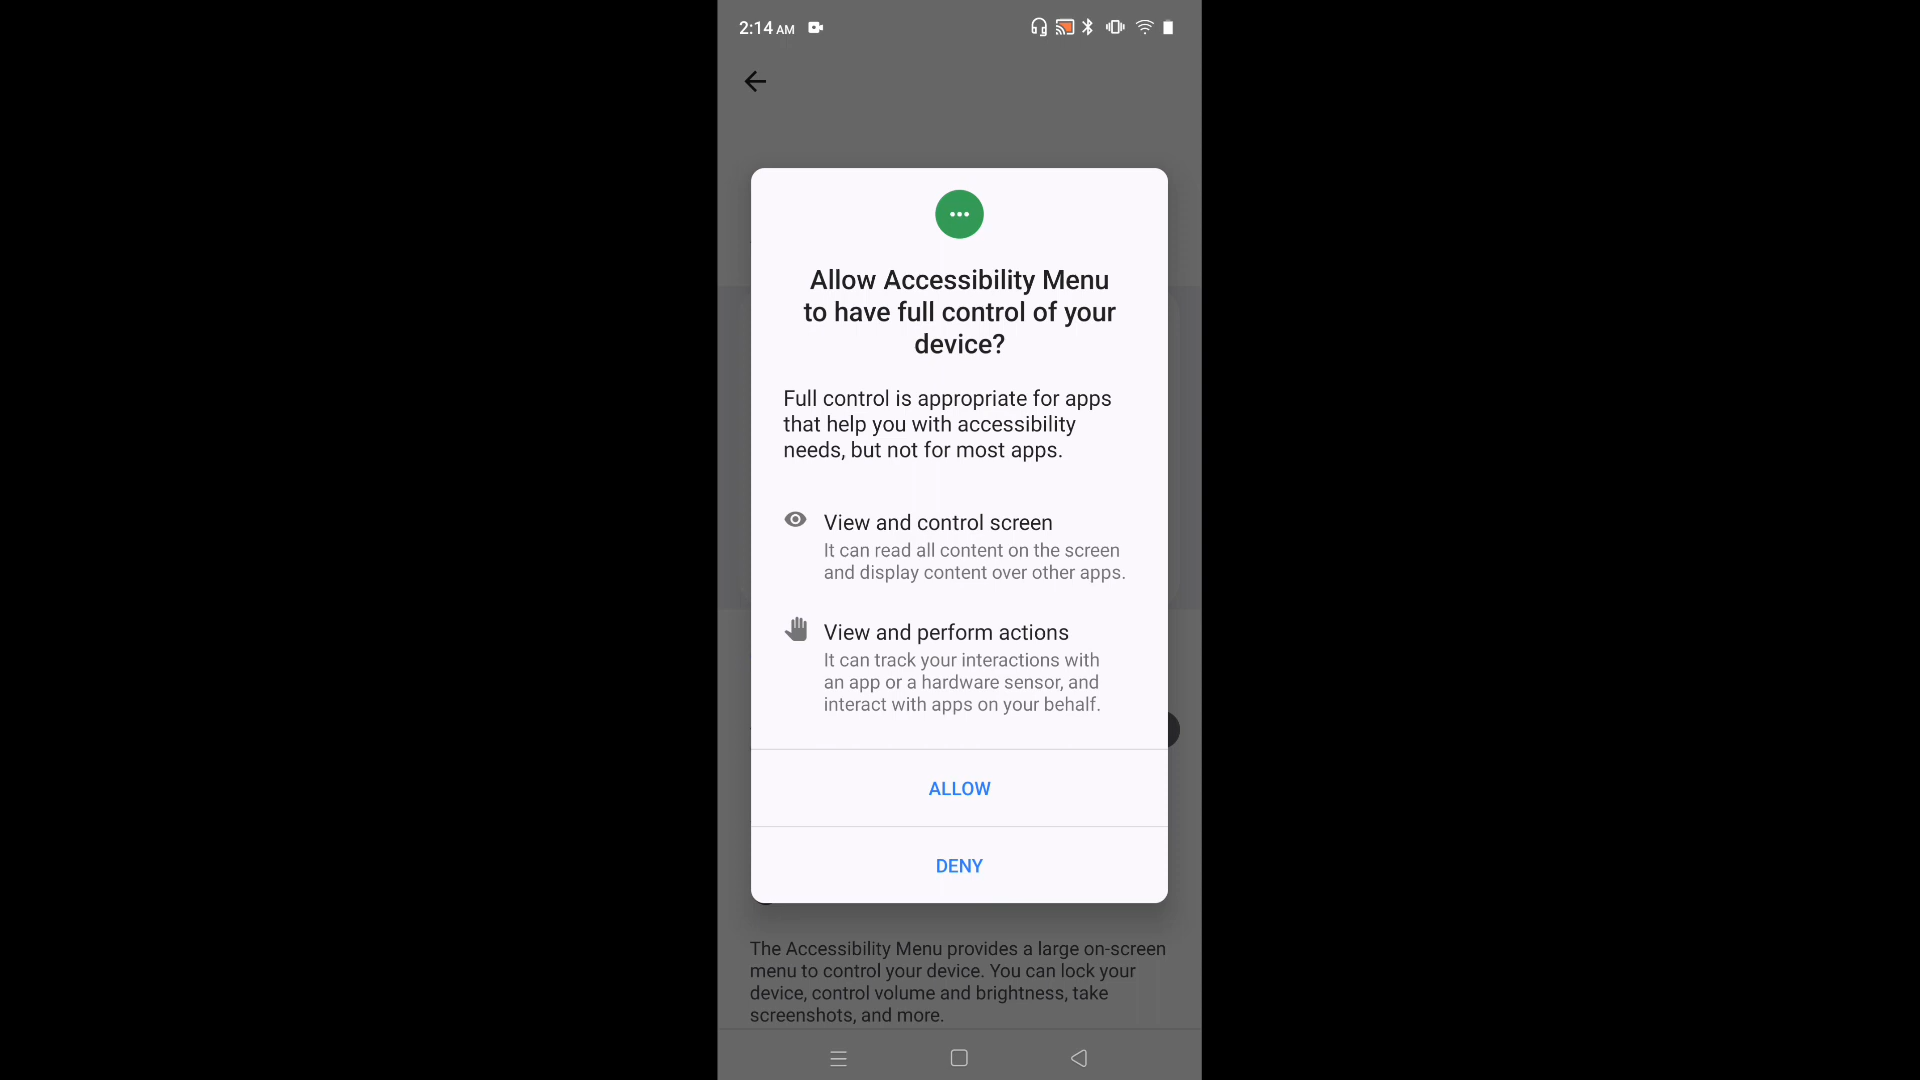 2:14 AM
Allow Accessibility Menu
to have full control of your
device?
Full control is appropriate for apps
that help you with accessibility
needs, but not for most apps.
View and control screen
It can read all content on the screen
and display content over other apps.
View and perform actions
It can track your interactions with
an app or a hardware sensor, and
interact with apps on your behalf.
ALLOW
DENY
The Accessibility Menu provides a large on-screen
menu to control your device. You can lock your
device, control volume and brightness, take
screenshots, and more.